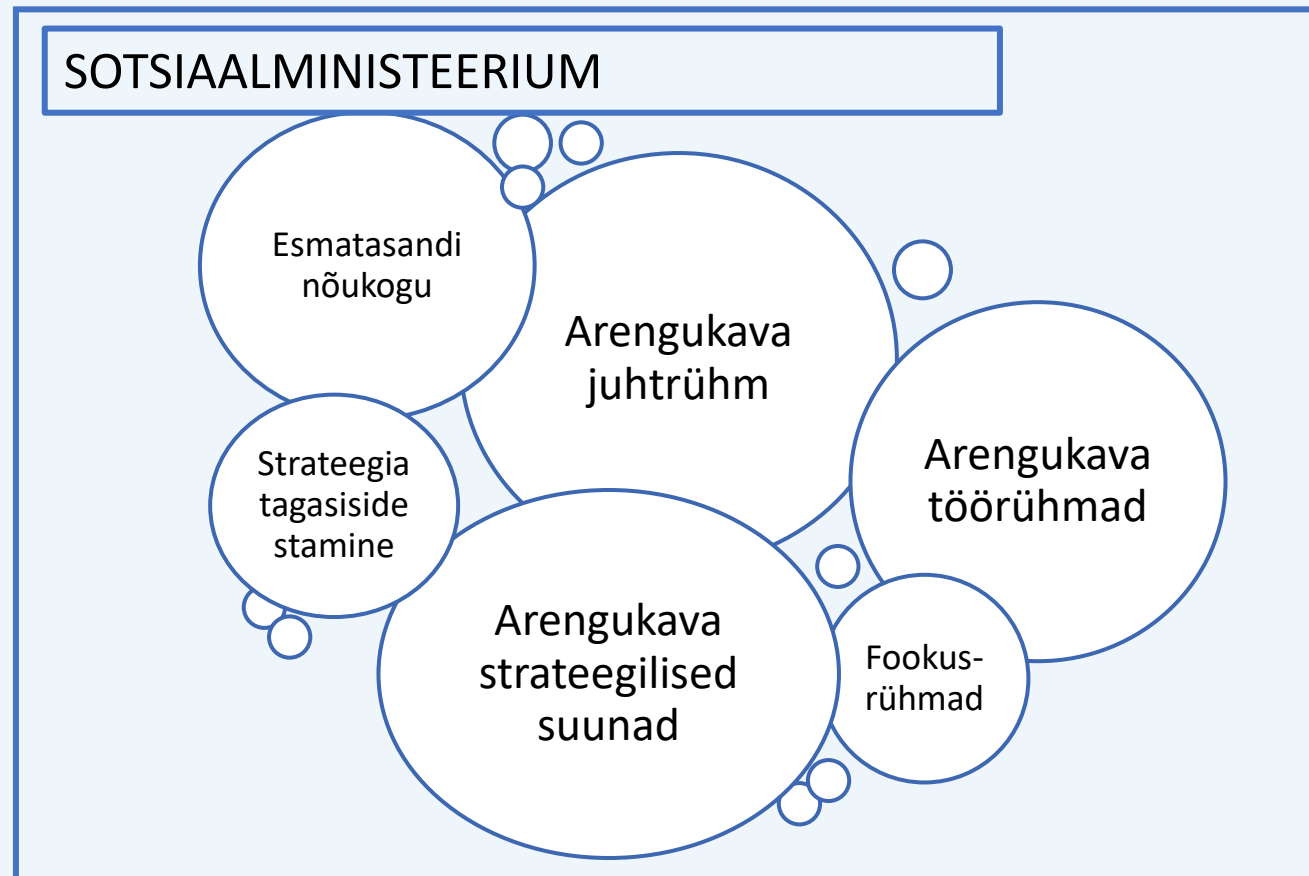 SOTSIAALMINISTEERIUM
Esmatasandi
nõukogu
Arengukava
juhtrühm
Arengukava
töörühmad
Strateegia
tagasiside
stamine
Arengukava
strateegilised
suunad
Fookus-
rühmad